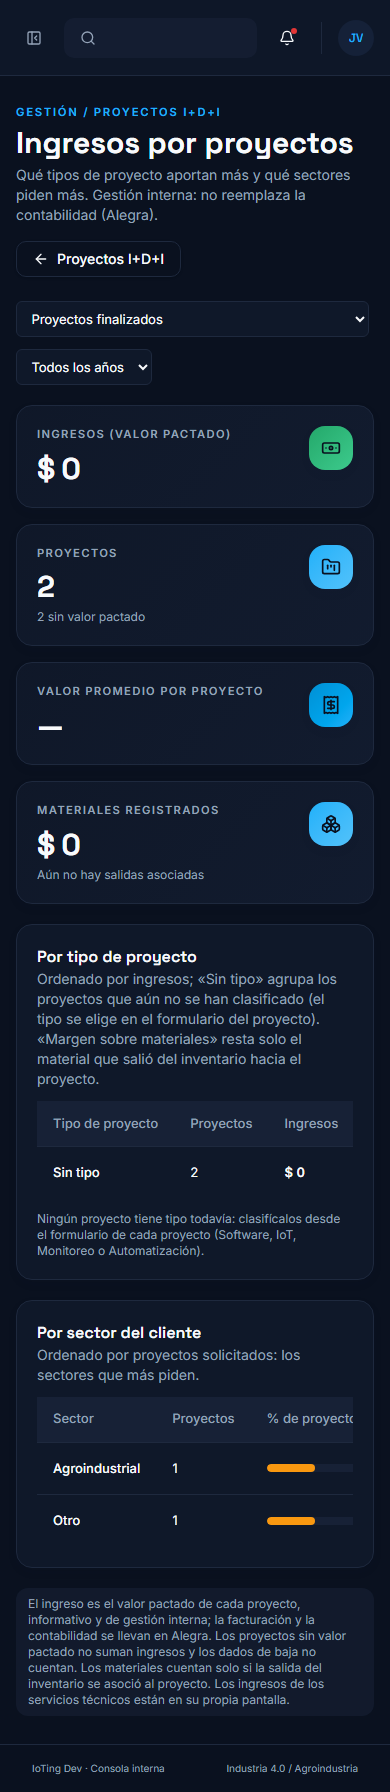 JV
GESTIÓN / PROYECTOS I+D+I
Ingresos por proyectos
Qué tipos de proyecto aportan más y qué sectores
piden más. Gestión interna: no reemplaza la
contabilidad (Alegra).
Proyectos I+D+I
Proyectos finalizados
Todos los años
INGRESOS (VALOR PACTADO)
$ 0
PROYECTOS
2
2 sin valor pactado
VALOR PROMEDIO POR PROYECTO
—
MATERIALES REGISTRADOS
$ 0
Aún no hay salidas asociadas
Por tipo de proyecto
Ordenado por ingresos; «Sin tipo» agrupa los
proyectos que aún no se han clasificado (el
tipo se elige en el formulario del proyecto).
«Margen sobre materiales» resta solo el
material que salió del inventario hacia el
proyecto.
Tipo de proyecto Proyectos Ingresos
Sin tipo 2 $ 0
Ningún proyecto tiene tipo todavía: clasifícalos desde
el formulario de cada proyecto (Software, IoT,
Monitoreo o Automatización).
Por sector del cliente
Ordenado por proyectos solicitados: los
sectores que más piden.
Sector Proyectos % de proyecto
Agroindustrial 1
Otro 1
El ingreso es el valor pactado de cada proyecto,
informativo y de gestión interna; la facturación y la
contabilidad se llevan en Alegra. Los proyectos sin valor
pactado no suman ingresos y los dados de baja no
cuentan. Los materiales cuentan solo si la salida del
inventario se asoció al proyecto. Los ingresos de los
servicios técnicos están en su propia pantalla.
IoTing Dev · Consola interna Industria 4.0 / Agroindustria